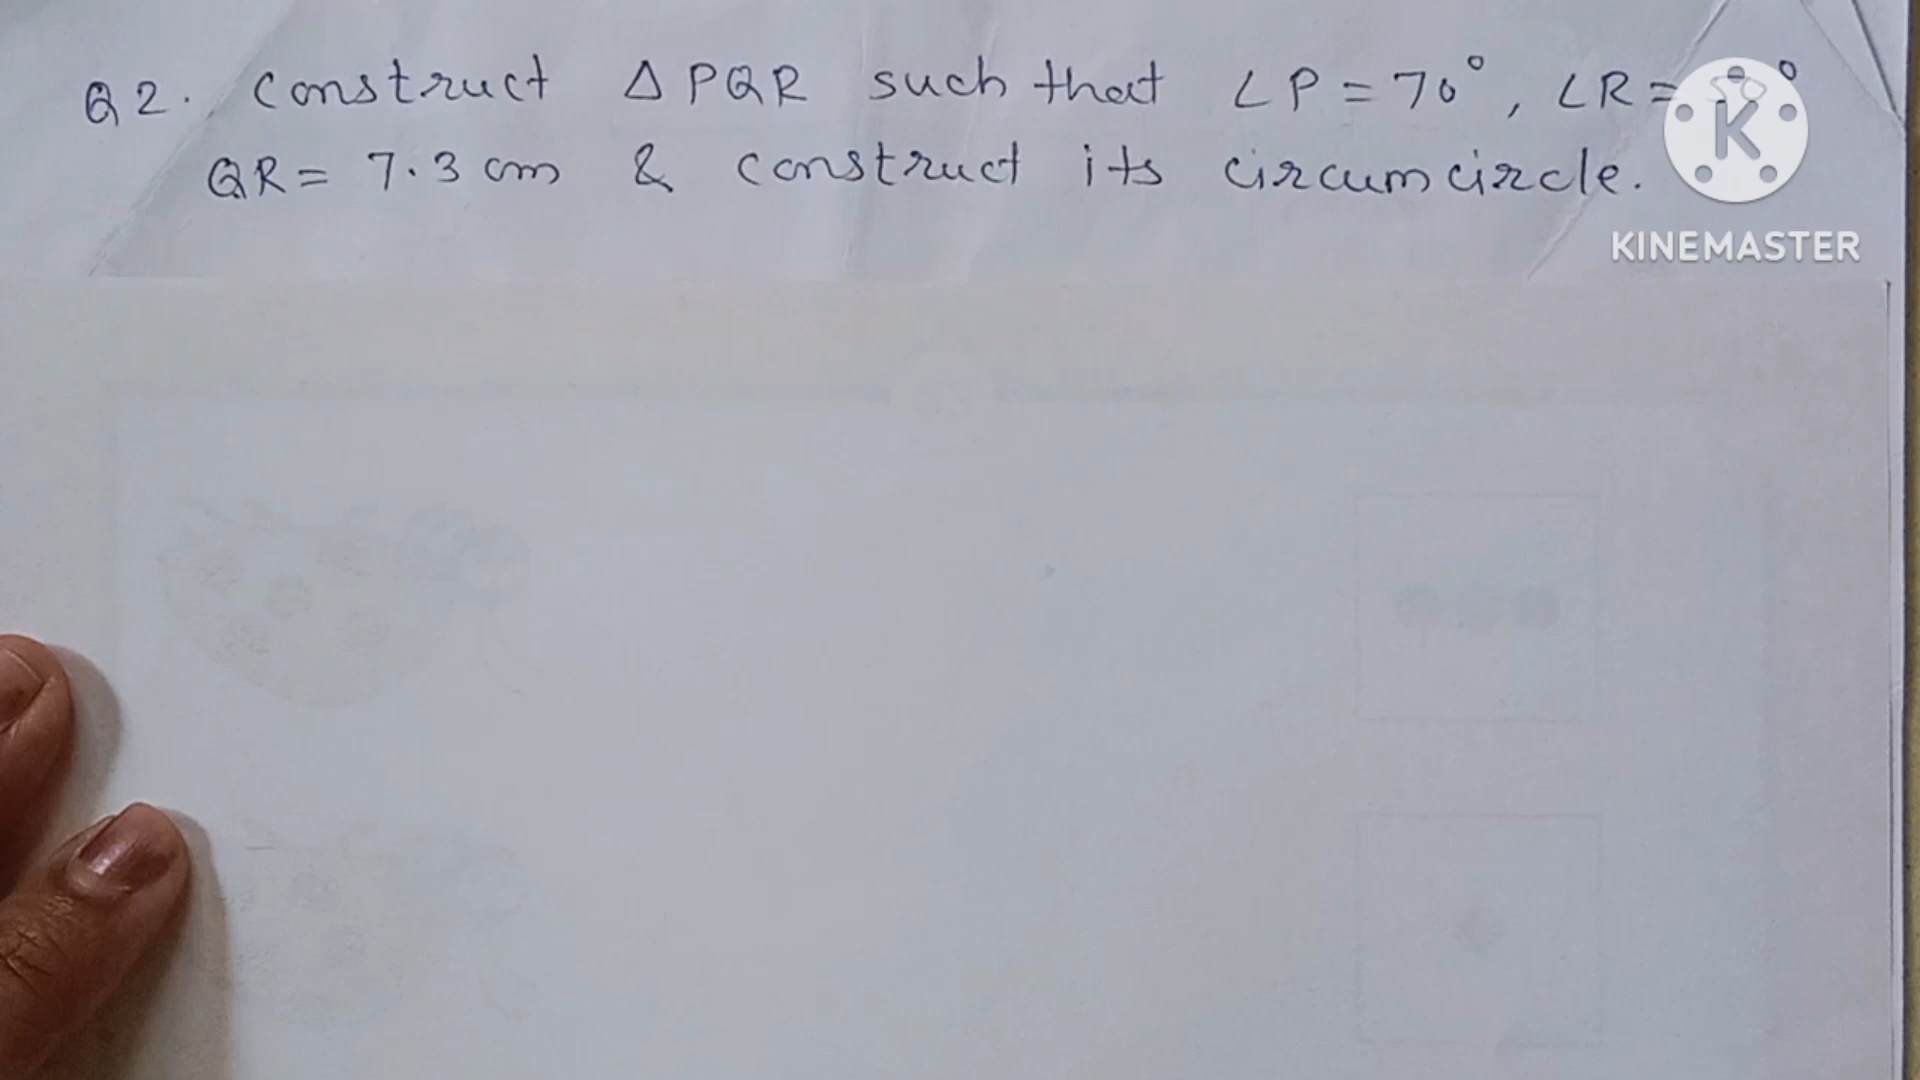 Q2. Construct △PQR such that ∠P = 70°, ∠R =
QR = 7.3 cm & construct its circumcircle.
K
KINEMASTER